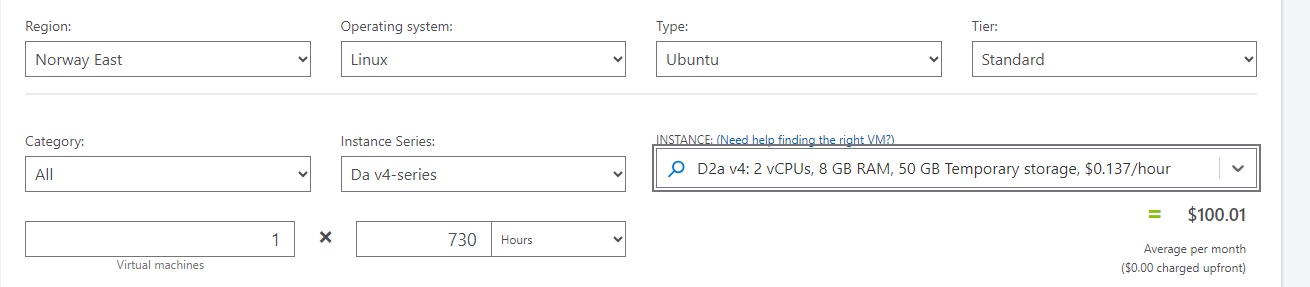 Region:
Operating system:
Type:
Tier:
Norway East
Linux
Ubuntu
Standard
Category:
Instance Series:
INSTANCE: (Need help finding the right VM?)
All
Da v4-series
D2a v4: 2 vCPUs, 8 GB RAM, 50 GB Temporary storage, $0.137/hour
1
×
730
Hours
= $100.01
Virtual machines
Average per month
($0.00 charged upfront)